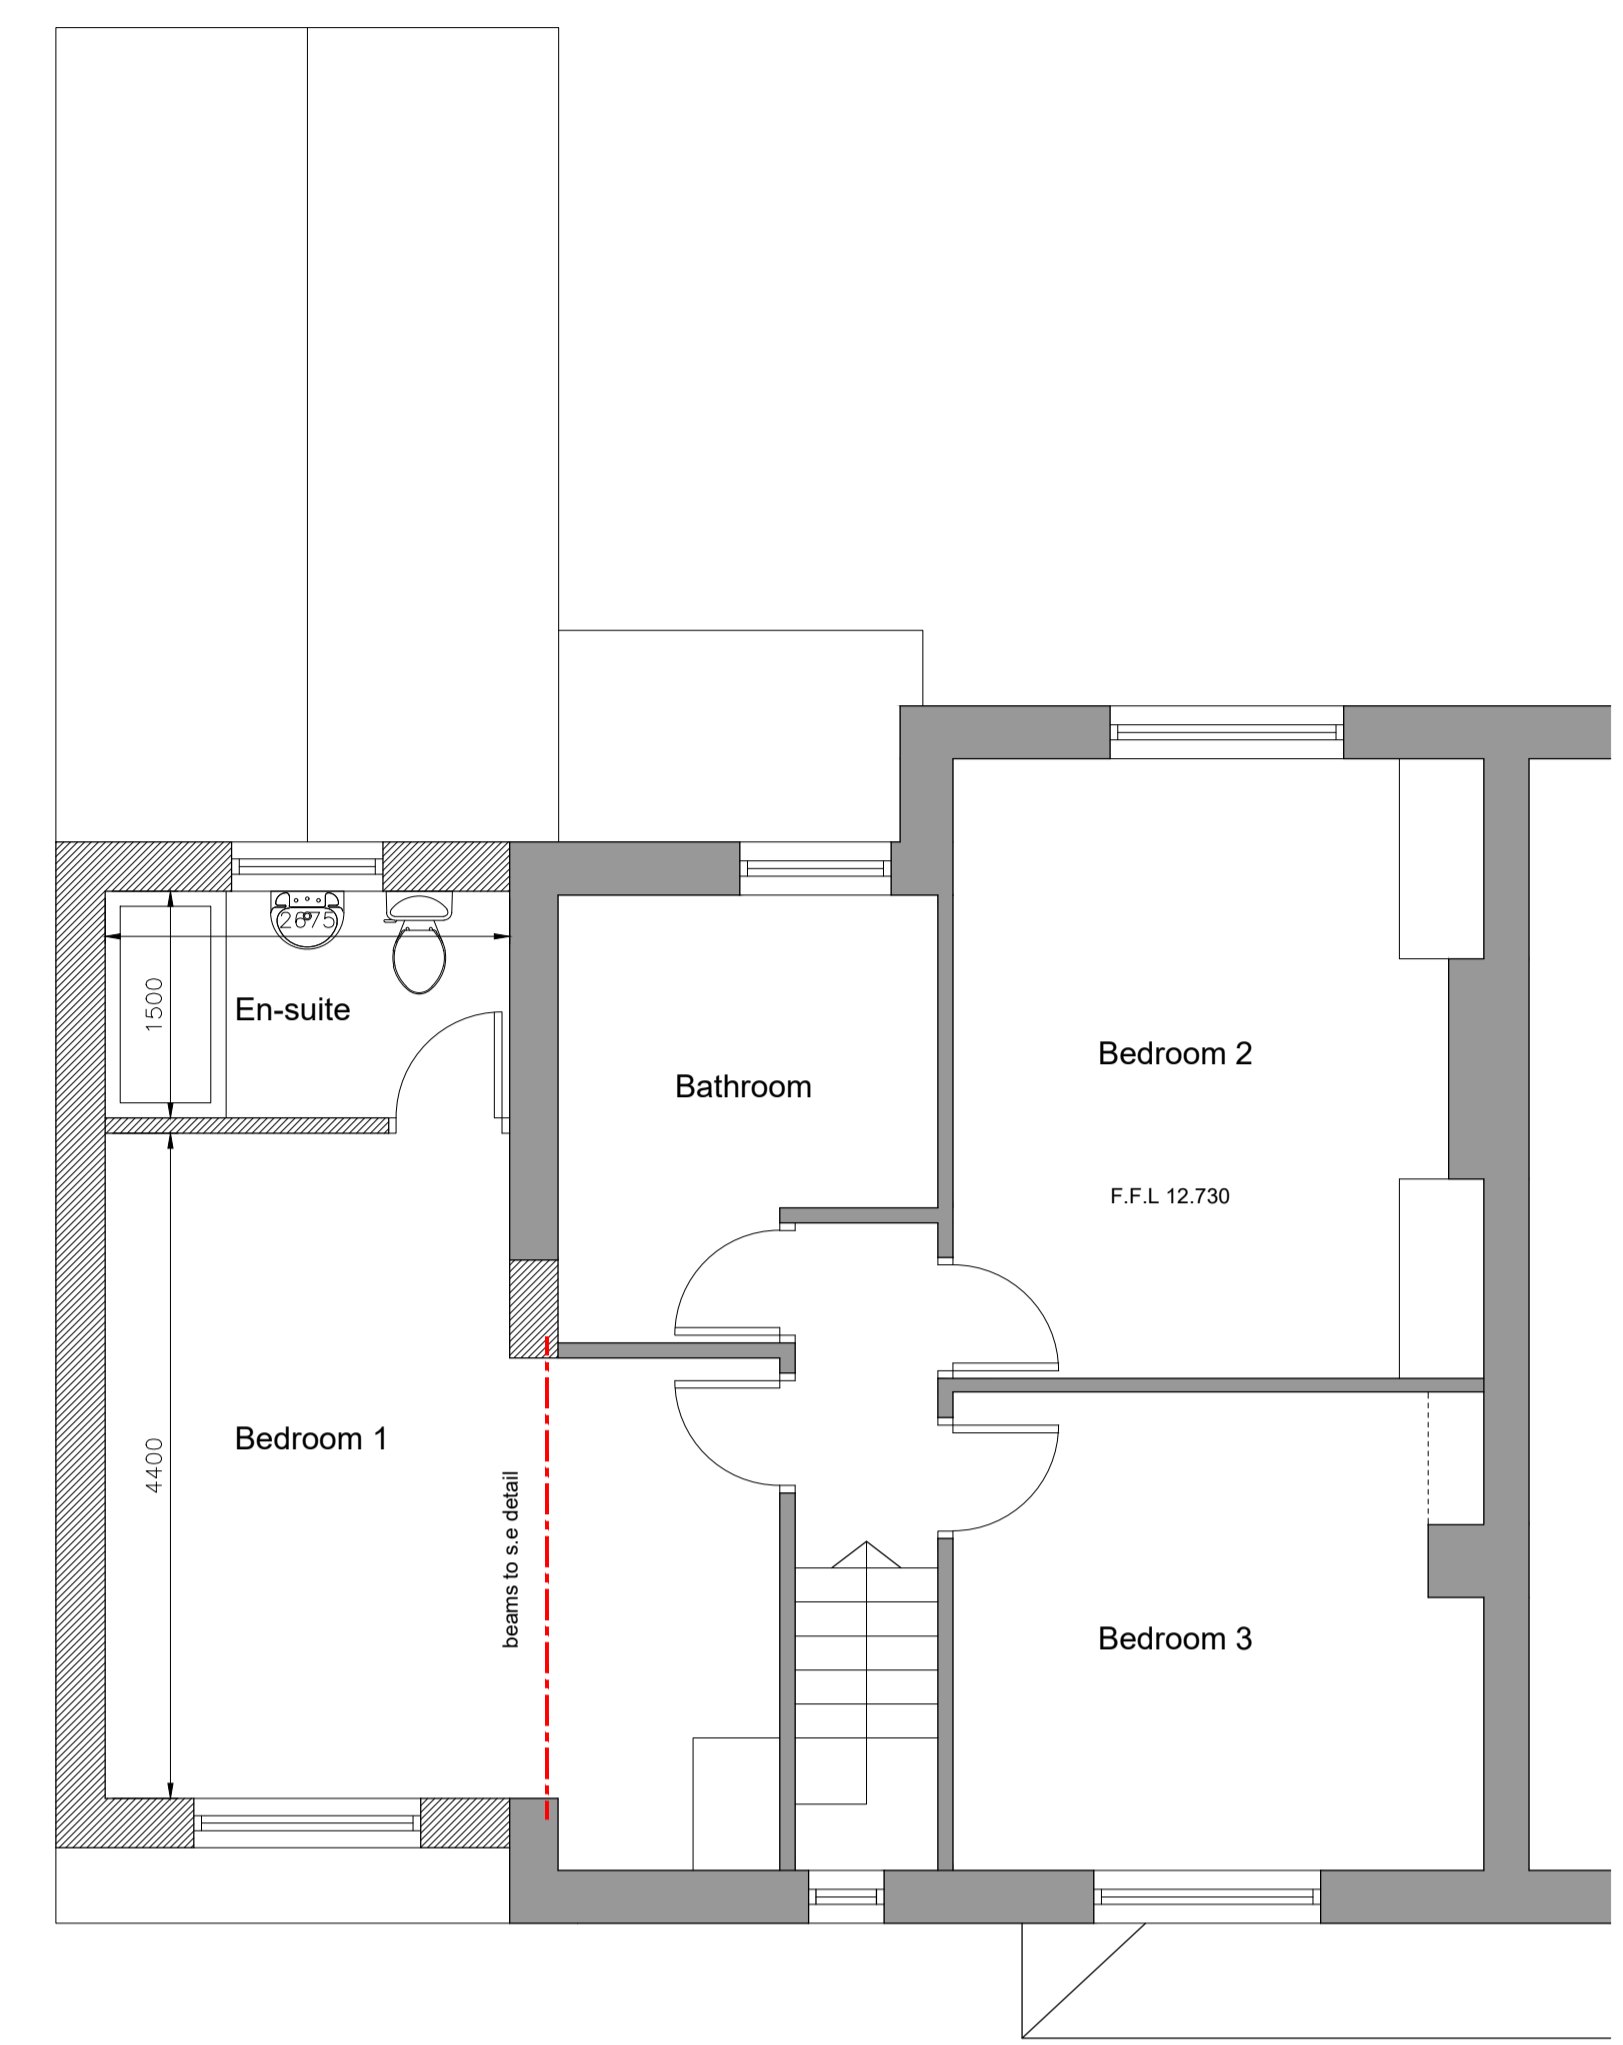 2675
1500
En-suite
Bathroom
Bedroom 2
F.F.L 12.730
Bedroom 1
4400
beams to s.e detail
Bedroom 3